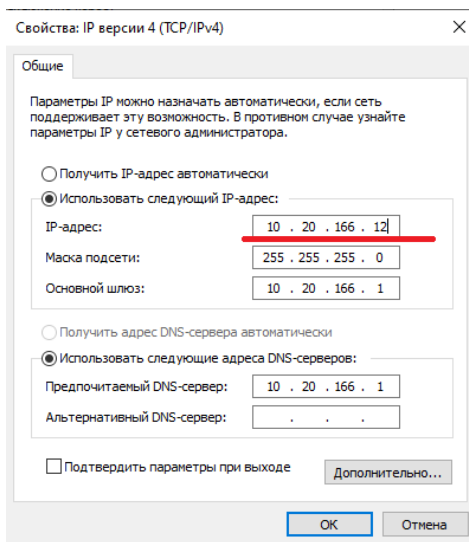 Свойства: IP версии 4 (TCP/IPv4)
Общие
Параметры IP можно назначать автоматически, если сеть
поддерживает эту возможность. В противном случае узнайте
параметры IP у сетевого администратора.
Получить IP-адрес автоматически
Использовать следующий IP-адрес:
IP-адрес: 10 . 20 . 166 . 12
Маска подсети: 255 . 255 . 255 . 0
Основной шлюз: 10 . 20 . 166 . 1
Получить адрес DNS-сервера автоматически
Использовать следующие адреса DNS-серверов:
Предпочитаемый DNS-сервер: 10 . 20 . 166 . 1
Альтернативный DNS-сервер: . . .
Подтвердить параметры при выходе
Дополнительно...
ОК Отмена